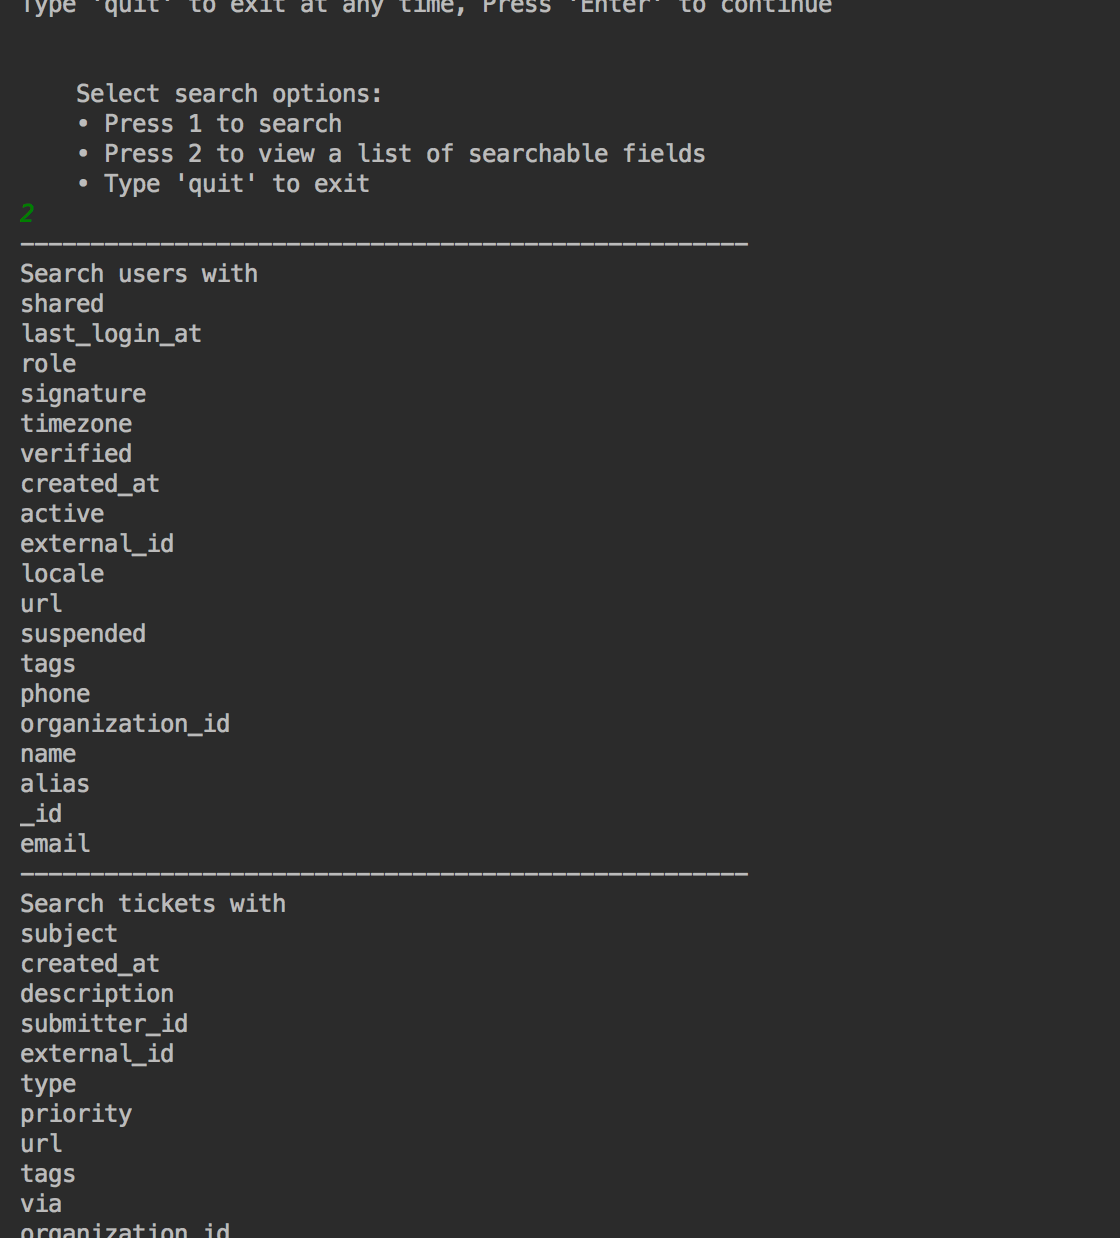 Type 'quit' to exit at any time, Press 'Enter' to continue
Select search options:
• Press 1 to search
• Press 2 to view a list of searchable fields
• Type 'quit' to exit
2
----------------------------------------------------
Search users with
shared
last_login_at
role
signature
timezone
verified
created_at
active
external_id
locale
url
suspended
tags
phone
organization_id
name
alias
_id
email
----------------------------------------------------
Search tickets with
subject
created_at
description
submitter_id
external_id
type
priority
url
tags
via
organization_id